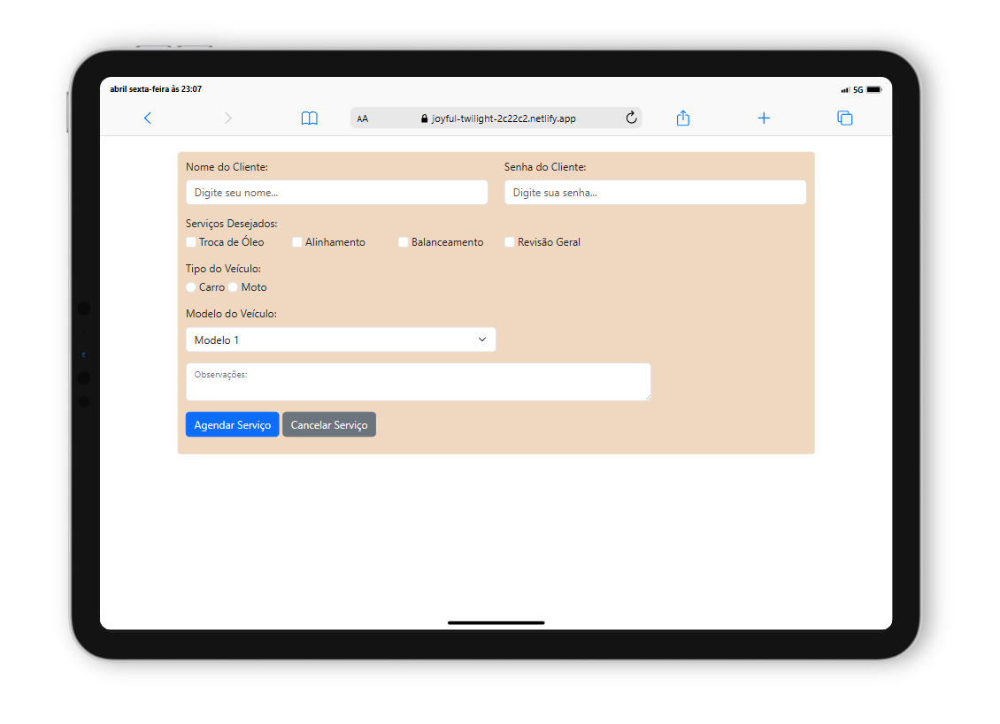 abril sexta-feira às 23:07
5G
AA
joyful-twilight-2c22c2.netlify.app
Nome do Cliente:
Senha do Cliente:
Digite seu nome...
Digite sua senha...
Serviços Desejados:
Troca de Óleo
Alinhamento
Balanceamento
Revisão Geral
Tipo do Veículo:
Carro
Moto
Modelo do Veículo:
Modelo 1
Observações:
Agendar Serviço
Cancelar Serviço